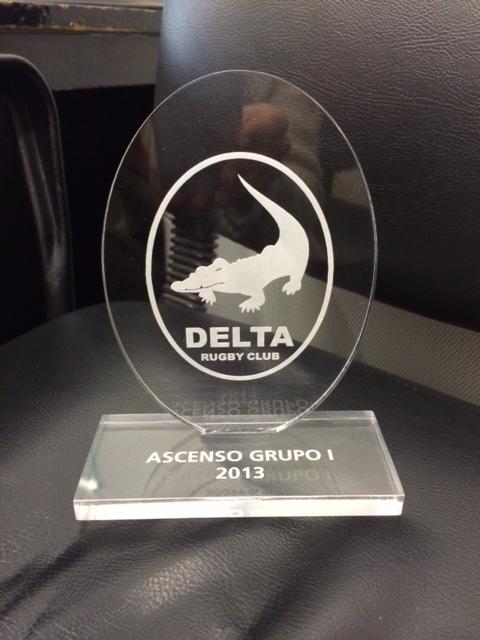 DELTA
RUGBY CLUB
ASCENSO GRUPO I
2013